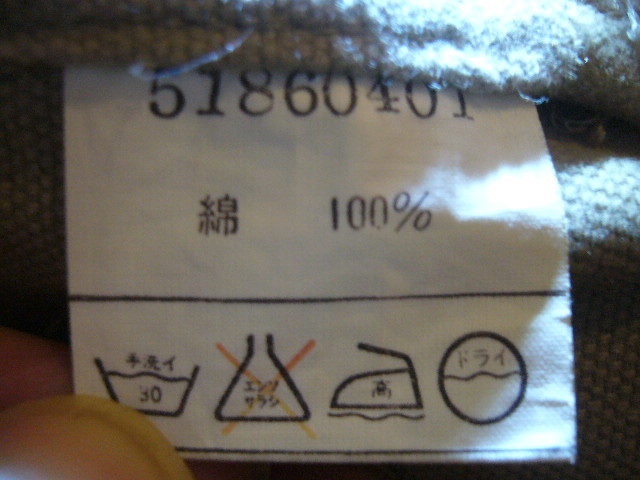 51860401
綿 100%
手洗イ
30
エンソ
サラシ
高
ドライ